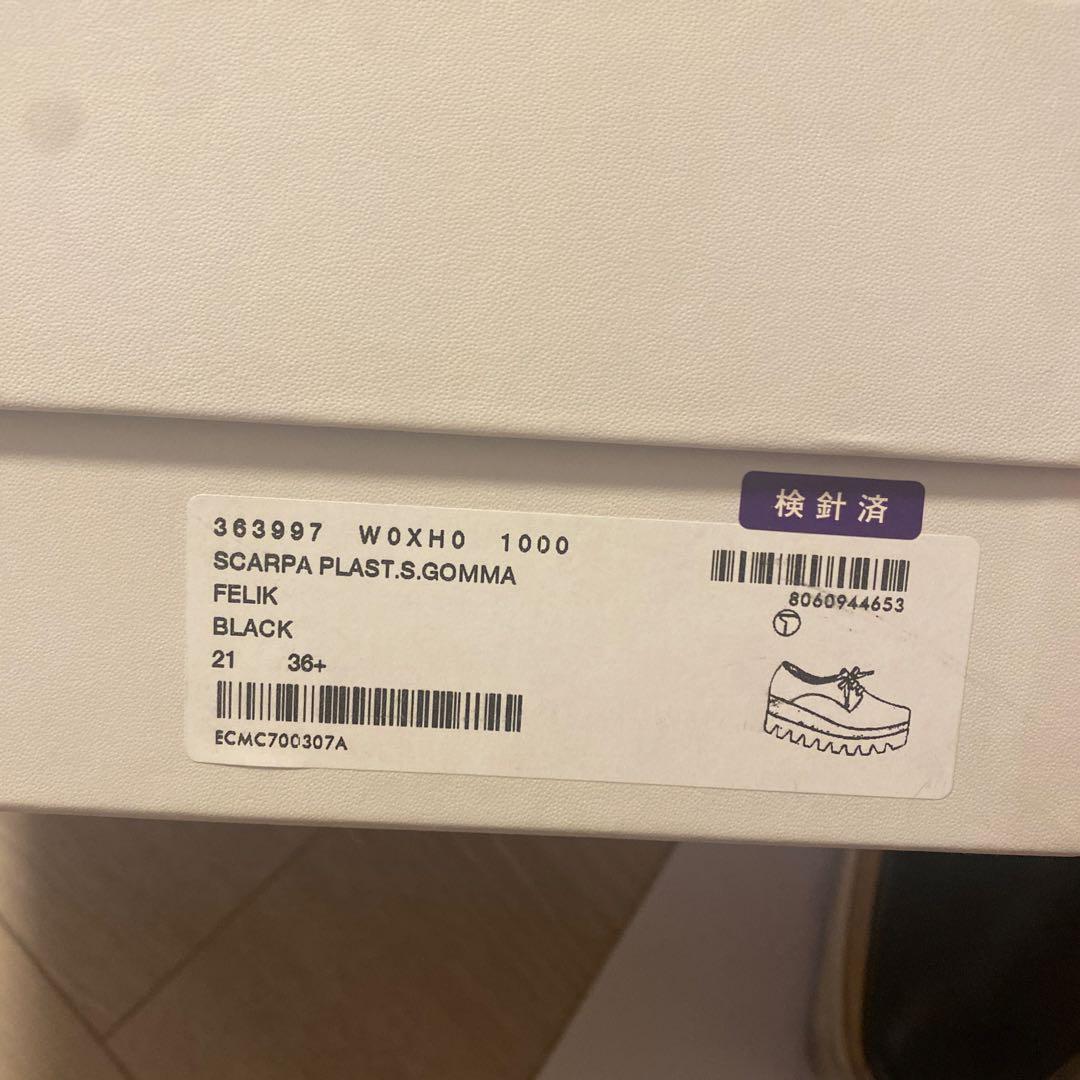 検針済
363997 W0XH0 1000
SCARPA PLAST.S.GOMMA
FELIK
BLACK
21 36+
ECMC700307A
8060944653